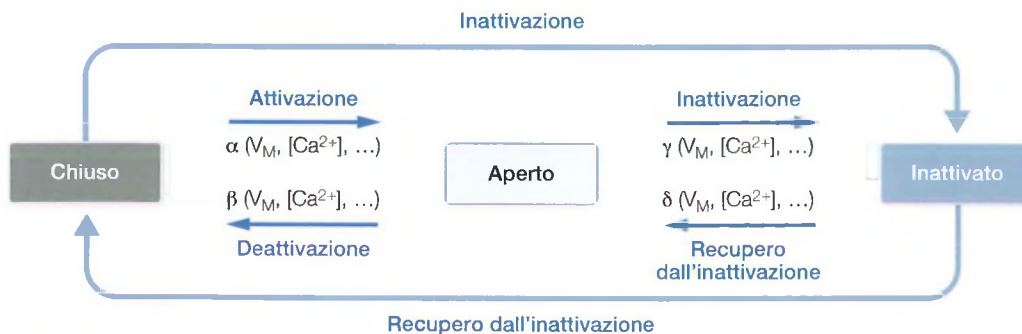 Inattivazione
Attivazione
Inattivazione
α (V_M, [Ca²⁺], ...)
γ (V_M, [Ca²⁺], ...)
Chiuso
Aperto
Inattivato
β (V_M, [Ca²⁺], ...)
δ (V_M, [Ca²⁺], ...)
Deattivazione
Recupero
dall'inattivazione
Recupero dall'inattivazione